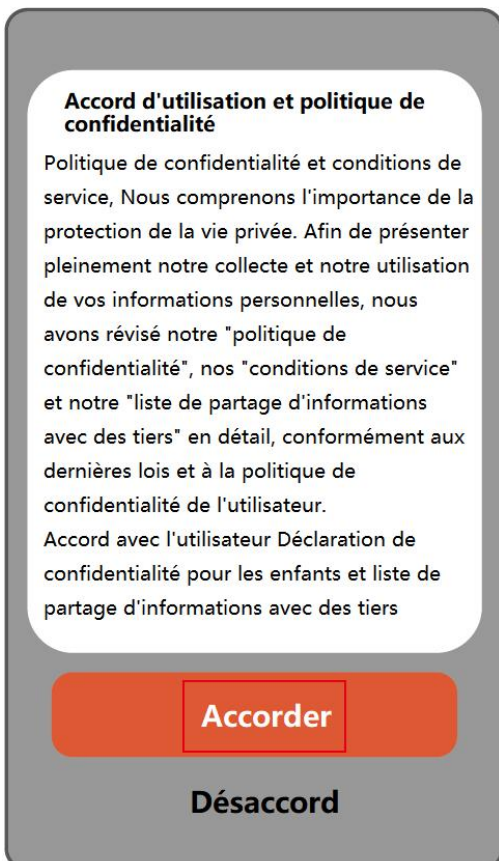 Accord d'utilisation et politique de
confidentialité
Politique de confidentialité et conditions de
service, Nous comprenons l'importance de la
protection de la vie privée. Afin de présenter
pleinement notre collecte et notre utilisation
de vos informations personnelles, nous
avons révisé notre "politique de
confidentialité", nos "conditions de service"
et notre "liste de partage d'informations
avec des tiers" en détail, conformément aux
dernières lois et à la politique de
confidentialité de l'utilisateur.
Accord avec l'utilisateur Déclaration de
confidentialité pour les enfants et liste de
partage d'informations avec des tiers
Accorder
Désaccord